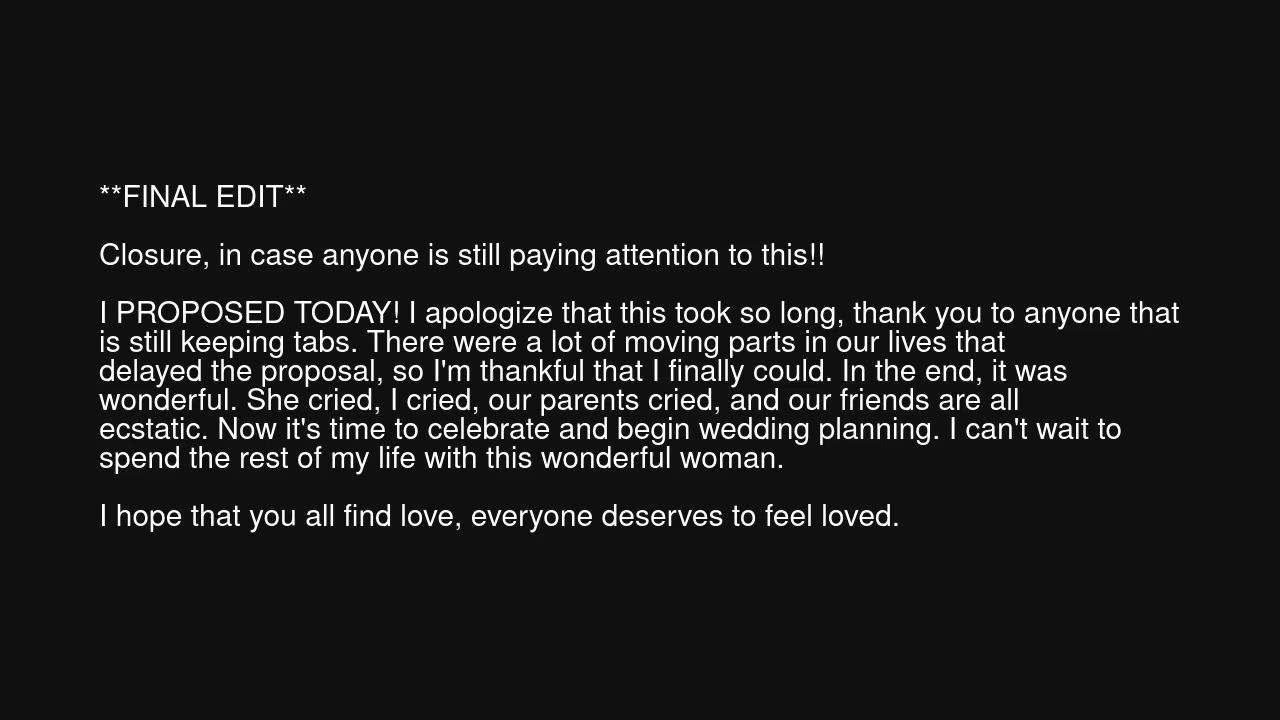 **FINAL EDIT**
Closure, in case anyone is still paying attention to this!!
I PROPOSED TODAY! I apologize that this took so long, thank you to anyone that
is still keeping tabs. There were a lot of moving parts in our lives that
delayed the proposal, so I'm thankful that I finally could. In the end, it was
wonderful. She cried, I cried, our parents cried, and our friends are all
ecstatic. Now it's time to celebrate and begin wedding planning. I can't wait to
spend the rest of my life with this wonderful woman.
I hope that you all find love, everyone deserves to feel loved.